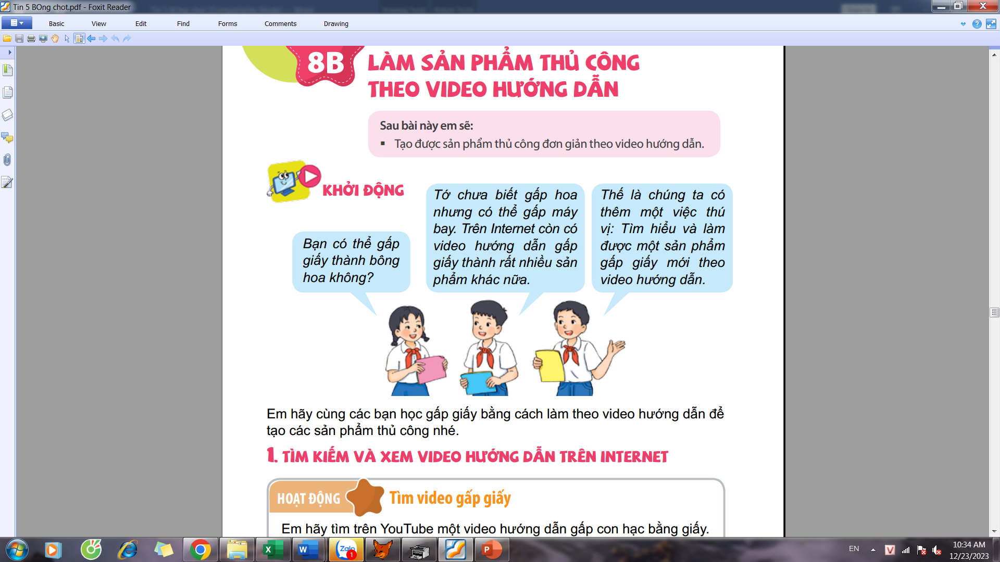 Tin 5 BOng chot.pdf - Foxit Reader
Basic View Edit Find Forms Comments Drawing
8B
LÀM SẢN PHẨM THỦ CÔNG
THEO VIDEO HƯỚNG DẪN
Sau bài này em sẽ:
▪ Tạo được sản phẩm thủ công đơn giản theo video hướng dẫn.
KHỞI ĐỘNG
Bạn có thể gấp
giấy thành bông
hoa không?
Tớ chưa biết gấp hoa
nhưng có thể gấp máy
bay. Trên Internet còn có
video hướng dẫn gấp
giấy thành rất nhiều sản
phẩm khác nữa.
Thế là chúng ta có
thêm một việc thú
vị: Tìm hiểu và làm
được một sản phẩm
gấp giấy mới theo
video hướng dẫn.
Em hãy cùng các bạn học gấp giấy bằng cách làm theo video hướng dẫn để
tạo các sản phẩm thủ công nhé.
1. TÌM KIẾM VÀ XEM VIDEO HƯỚNG DẪN TRÊN INTERNET
HOẠT ĐỘNG Tìm video gấp giấy
Em hãy tìm trên YouTube một video hướng dẫn gấp con hạc bằng giấy.
Zalo
1
EN
10:34 AM
12/23/2023